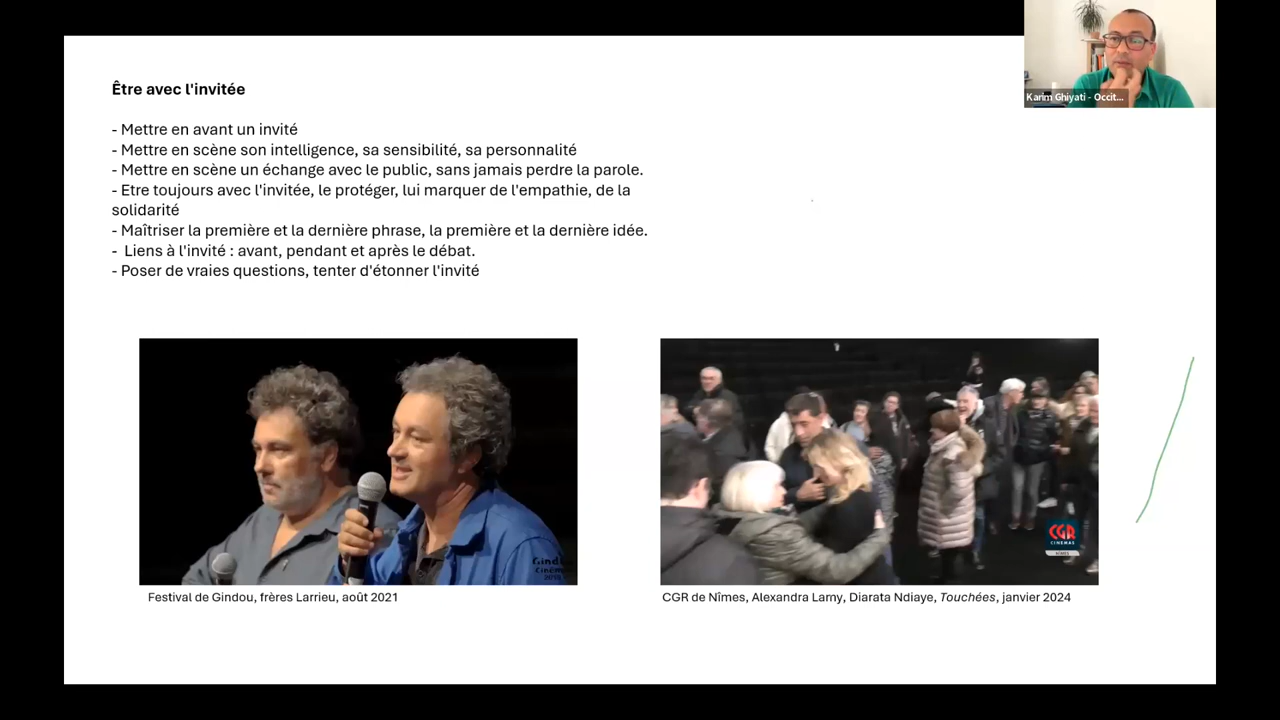 Karim Ghiyati - Occit...
Être avec l'invitée
- Mettre en avant un invité
- Mettre en scène son intelligence, sa sensibilité, sa personnalité
- Mettre en scène un échange avec le public, sans jamais perdre la parole.
- Etre toujours avec l'invitée, le protéger, lui marquer de l'empathie, de la
solidarité
- Maîtriser la première et la dernière phrase, la première et la dernière idée.
- Liens à l'invité : avant, pendant et après le débat.
- Poser de vraies questions, tenter d'étonner l'invité
CGR
CINEMAS
Festival de Gindou, frères Larrieu, août 2021
CGR de Nîmes, Alexandra Lamy, Diarata Ndiaye, Touchées, janvier 2024